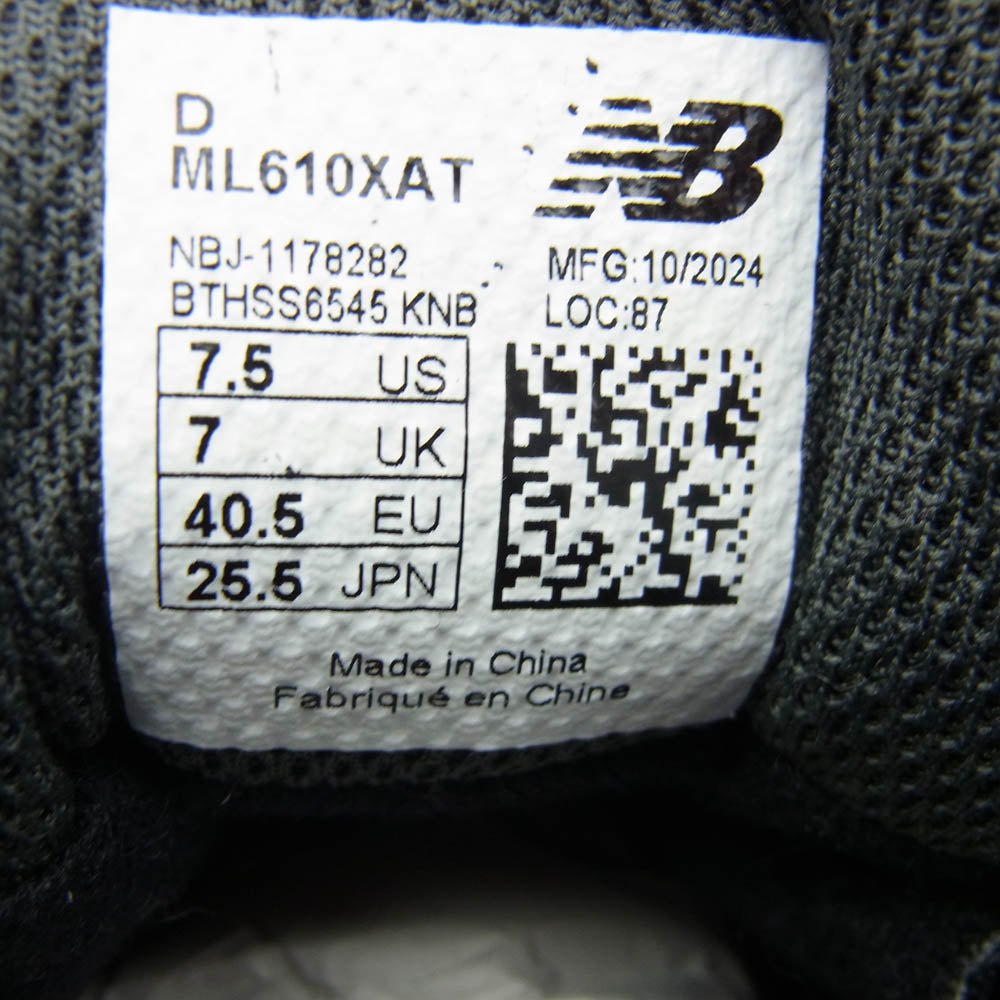 D
ML610XAT
NB
NBJ-1178282
MFG:10/2024
BTHSS6545 KNB
LOC:87
7.5 US
7 UK
40.5 EU
25.5 JPN
Made in China
Fabriqué en Chine